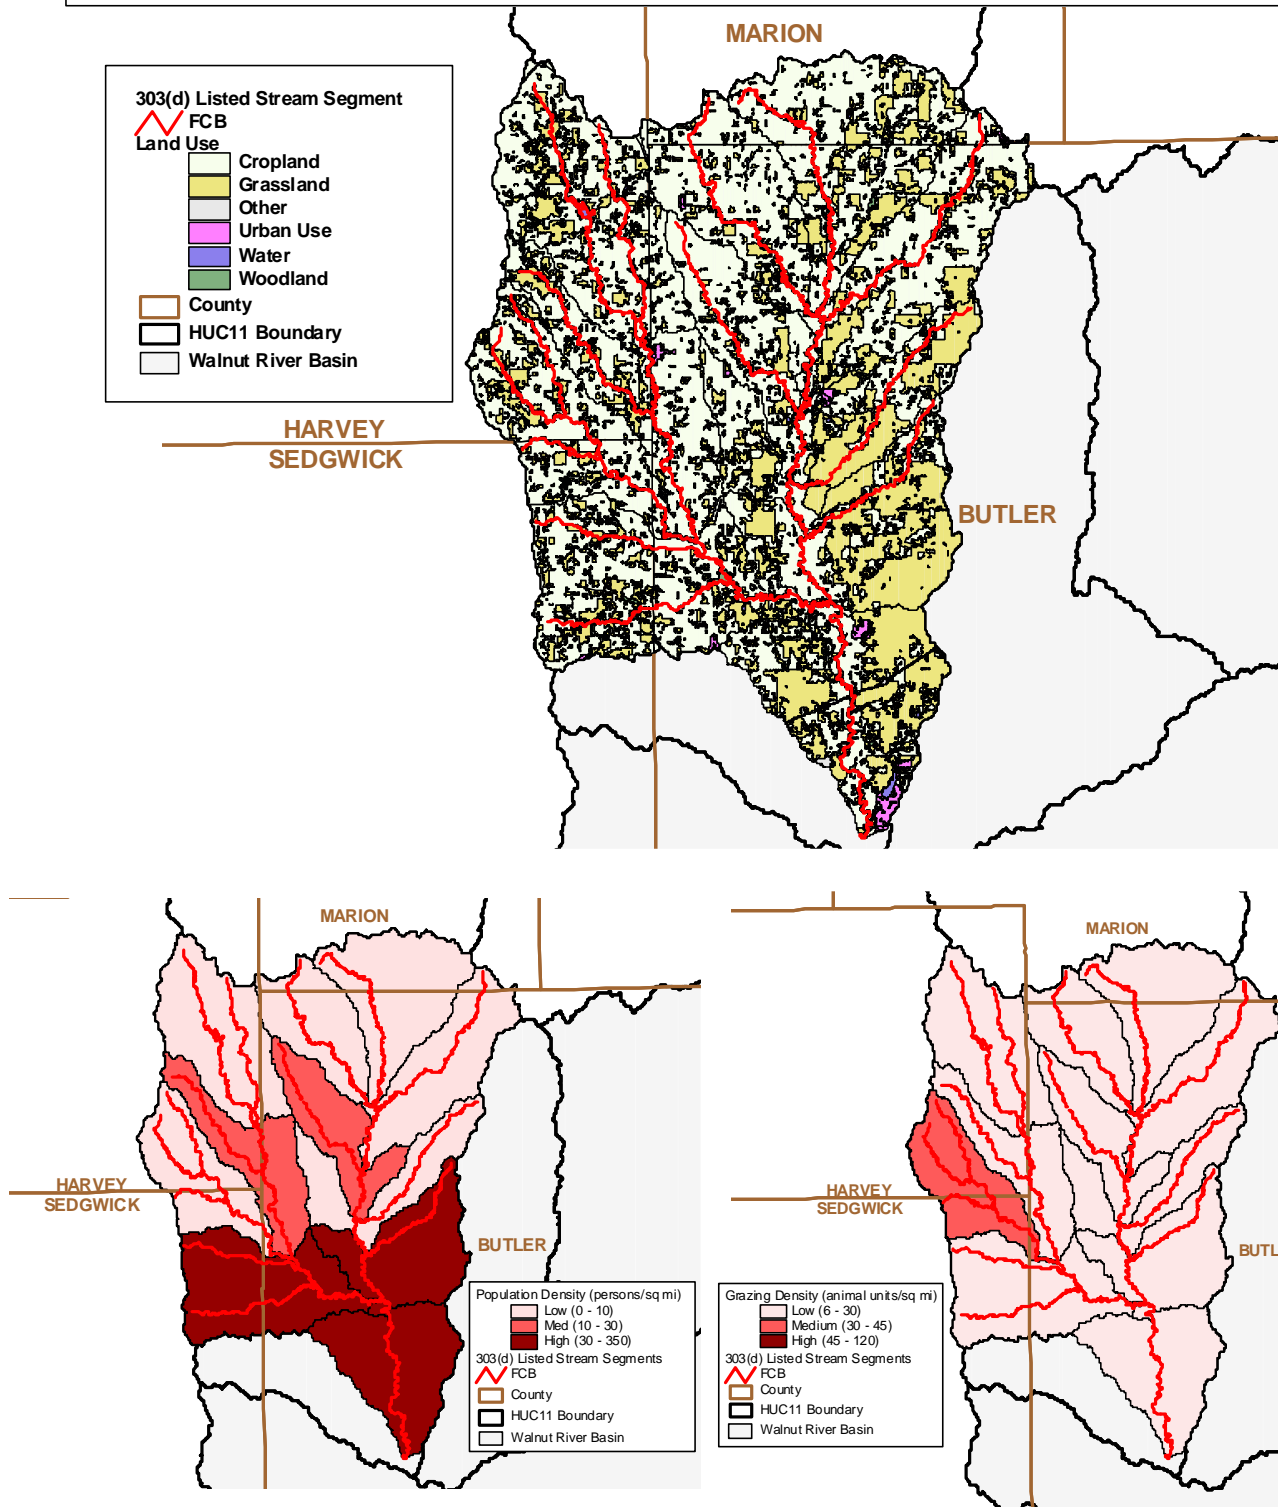 MARION
303(d) Listed Stream Segment
FCB
Land Use
Cropland
Grassland
Other
Urban Use
Water
Woodland
County
HUC11 Boundary
Walnut River Basin
HARVEY
SEDGWICK
BUTLER
MARION
HARVEY
SEDGWICK
BUTLER
Population Density (persons/sq mi)
Low (0 - 10)
Med (10 - 30)
High (30 - 350)
303(d) Listed Stream Segments
FCB
County
HUC11 Boundary
Walnut River Basin
MARION
HARVEY
SEDGWICK
BUTL
Grazing Density (animal units/sq mi)
Low (6 - 30)
Medium (30 - 45)
High (45 - 120)
303(d) Listed Stream Segments
FCB
County
HUC11 Boundary
Walnut River Basin